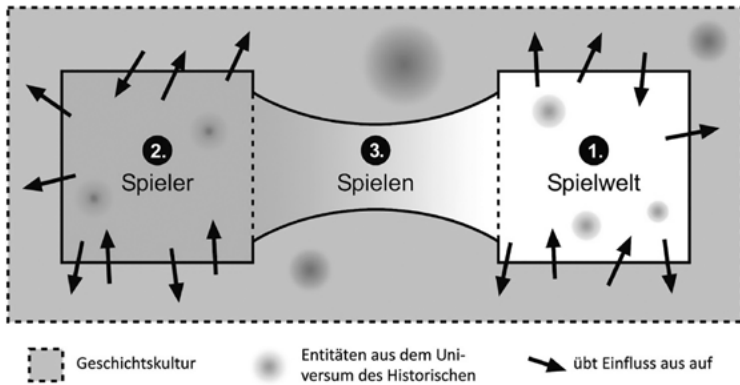 2.
Spieler
3.
Spielen
1.
Spielwelt
Geschichtskultur
Entitäten aus dem Uni-
versum des Historischen
übt Einfluss aus auf